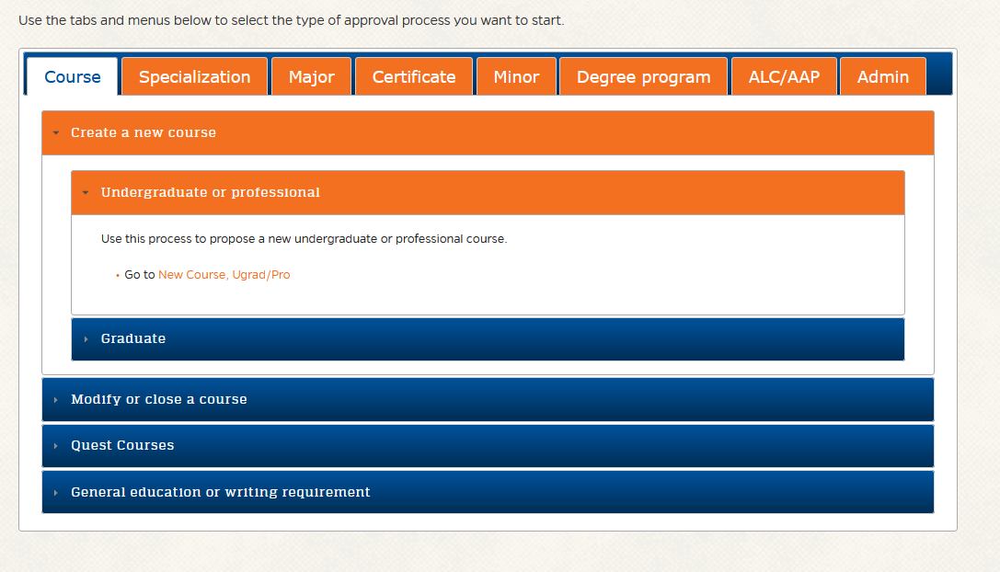 Use the tabs and menus below to select the type of approval process you want to start.
Course Specialization Major Certificate Minor Degree program ALC/AAP Admin
Create a new course
Undergraduate or professional
Use this process to propose a new undergraduate or professional course.
• Go to New Course, Ugrad/Pro
Graduate
Modify or close a course
Quest Courses
General education or writing requirement